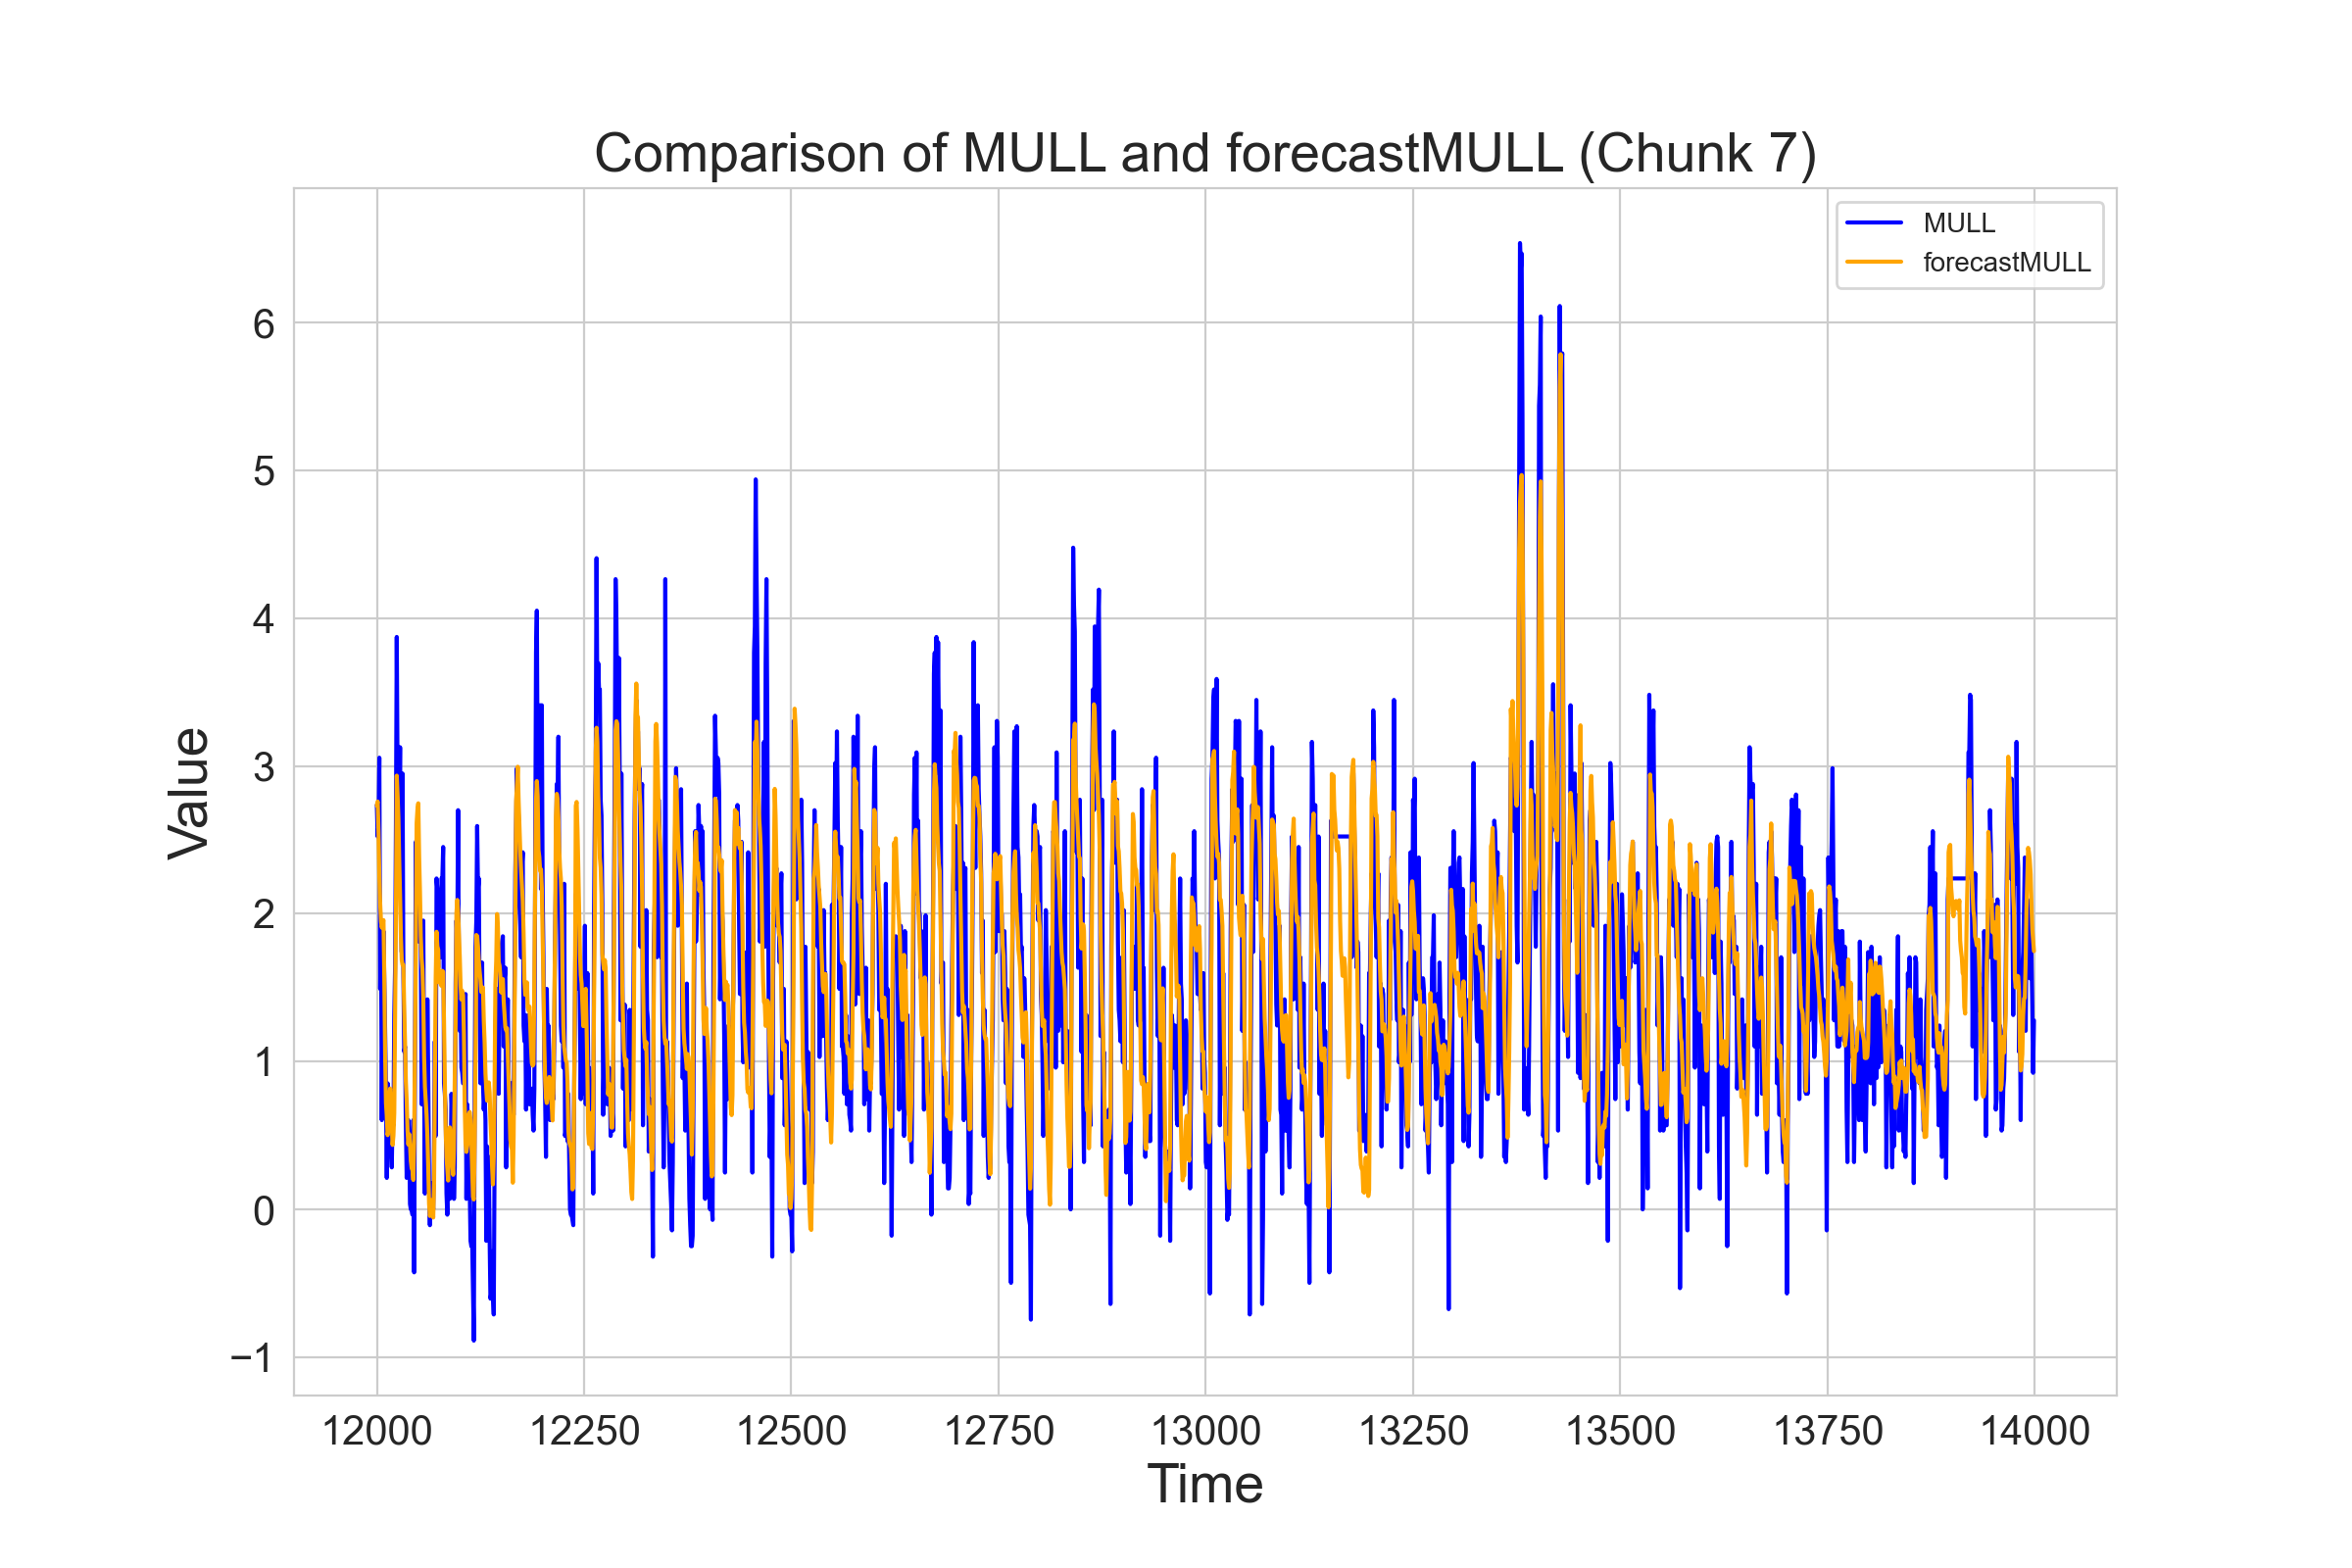 Comparison of MULL and forecastMULL (Chunk 7)
MULL
forecastMULL
6
5
4
3
2
1
0
−1
Value
12000 12250 12500 12750 13000 13250 13500 13750 14000
Time